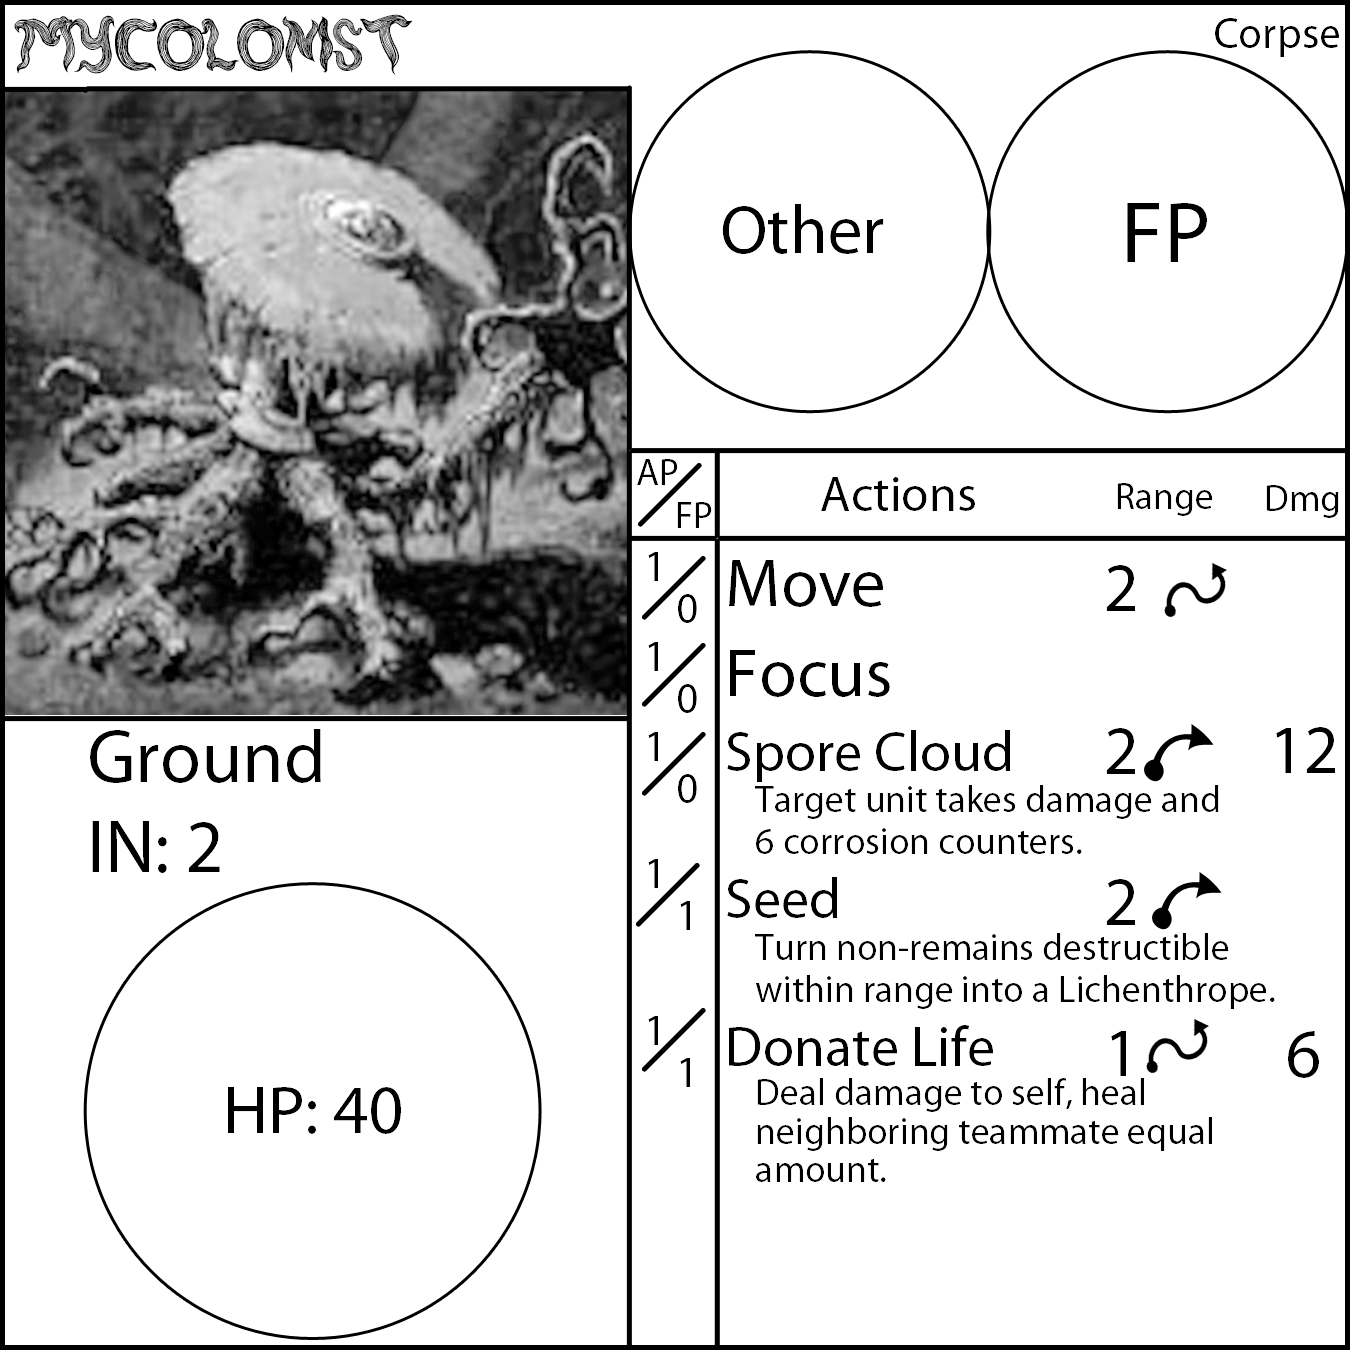 MYCOLONIST
Corpse
Other
FP
AP/FP Actions Range Dmg
1/0 Move 2
1/0 Focus
1/0 Spore Cloud 2 12
Target unit takes damage and
6 corrosion counters.
1/1 Seed 2
Turn non-remains destructible
within range into a Lichenthrope.
1/1 Donate Life 1 6
Deal damage to self, heal
neighboring teammate equal
amount.
Ground
IN: 2
HP: 40